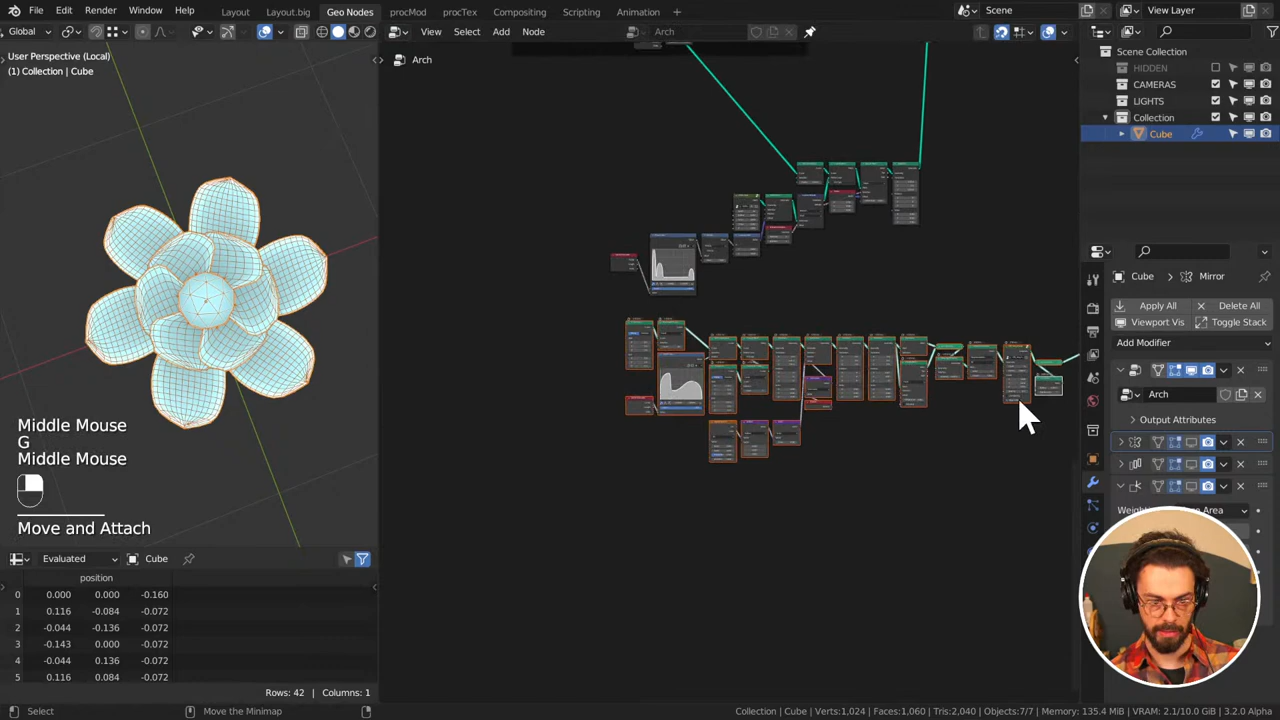 File Edit Render Window Help Layout Layout.big Geo Nodes procMod procTex Compositing Scripting Animation + Scene View Layer
Global View Select Add Node Arch
User Perspective (Local)
(1) Collection | Cube
Arch
Scene Collection
HIDDEN
CAMERAS
LIGHTS
Collection
Cube
Cube > Mirror
Apply All Delete All
Viewport Vis Toggle Stack
Add Modifier
Arch
Output Attributes
Middle Mouse
G
Middle Mouse
Move and Attach
Evaluated Cube
position
0 0.000 0.000 -0.160
1 0.116 -0.084 -0.072
2 -0.044 -0.136 -0.072
3 -0.143 0.000 -0.072
4 -0.044 0.136 -0.072
5 0.116 0.084 -0.072
Rows: 42 | Columns: 1
Select Move the Minimap Collection | Cube | Verts:1,024 | Faces:1,060 | Tris:2,040 | Objects:7/7 | Memory: 135.4 MiB | VRAM: 2.1/10.0 GiB | 3.2.0 Alpha